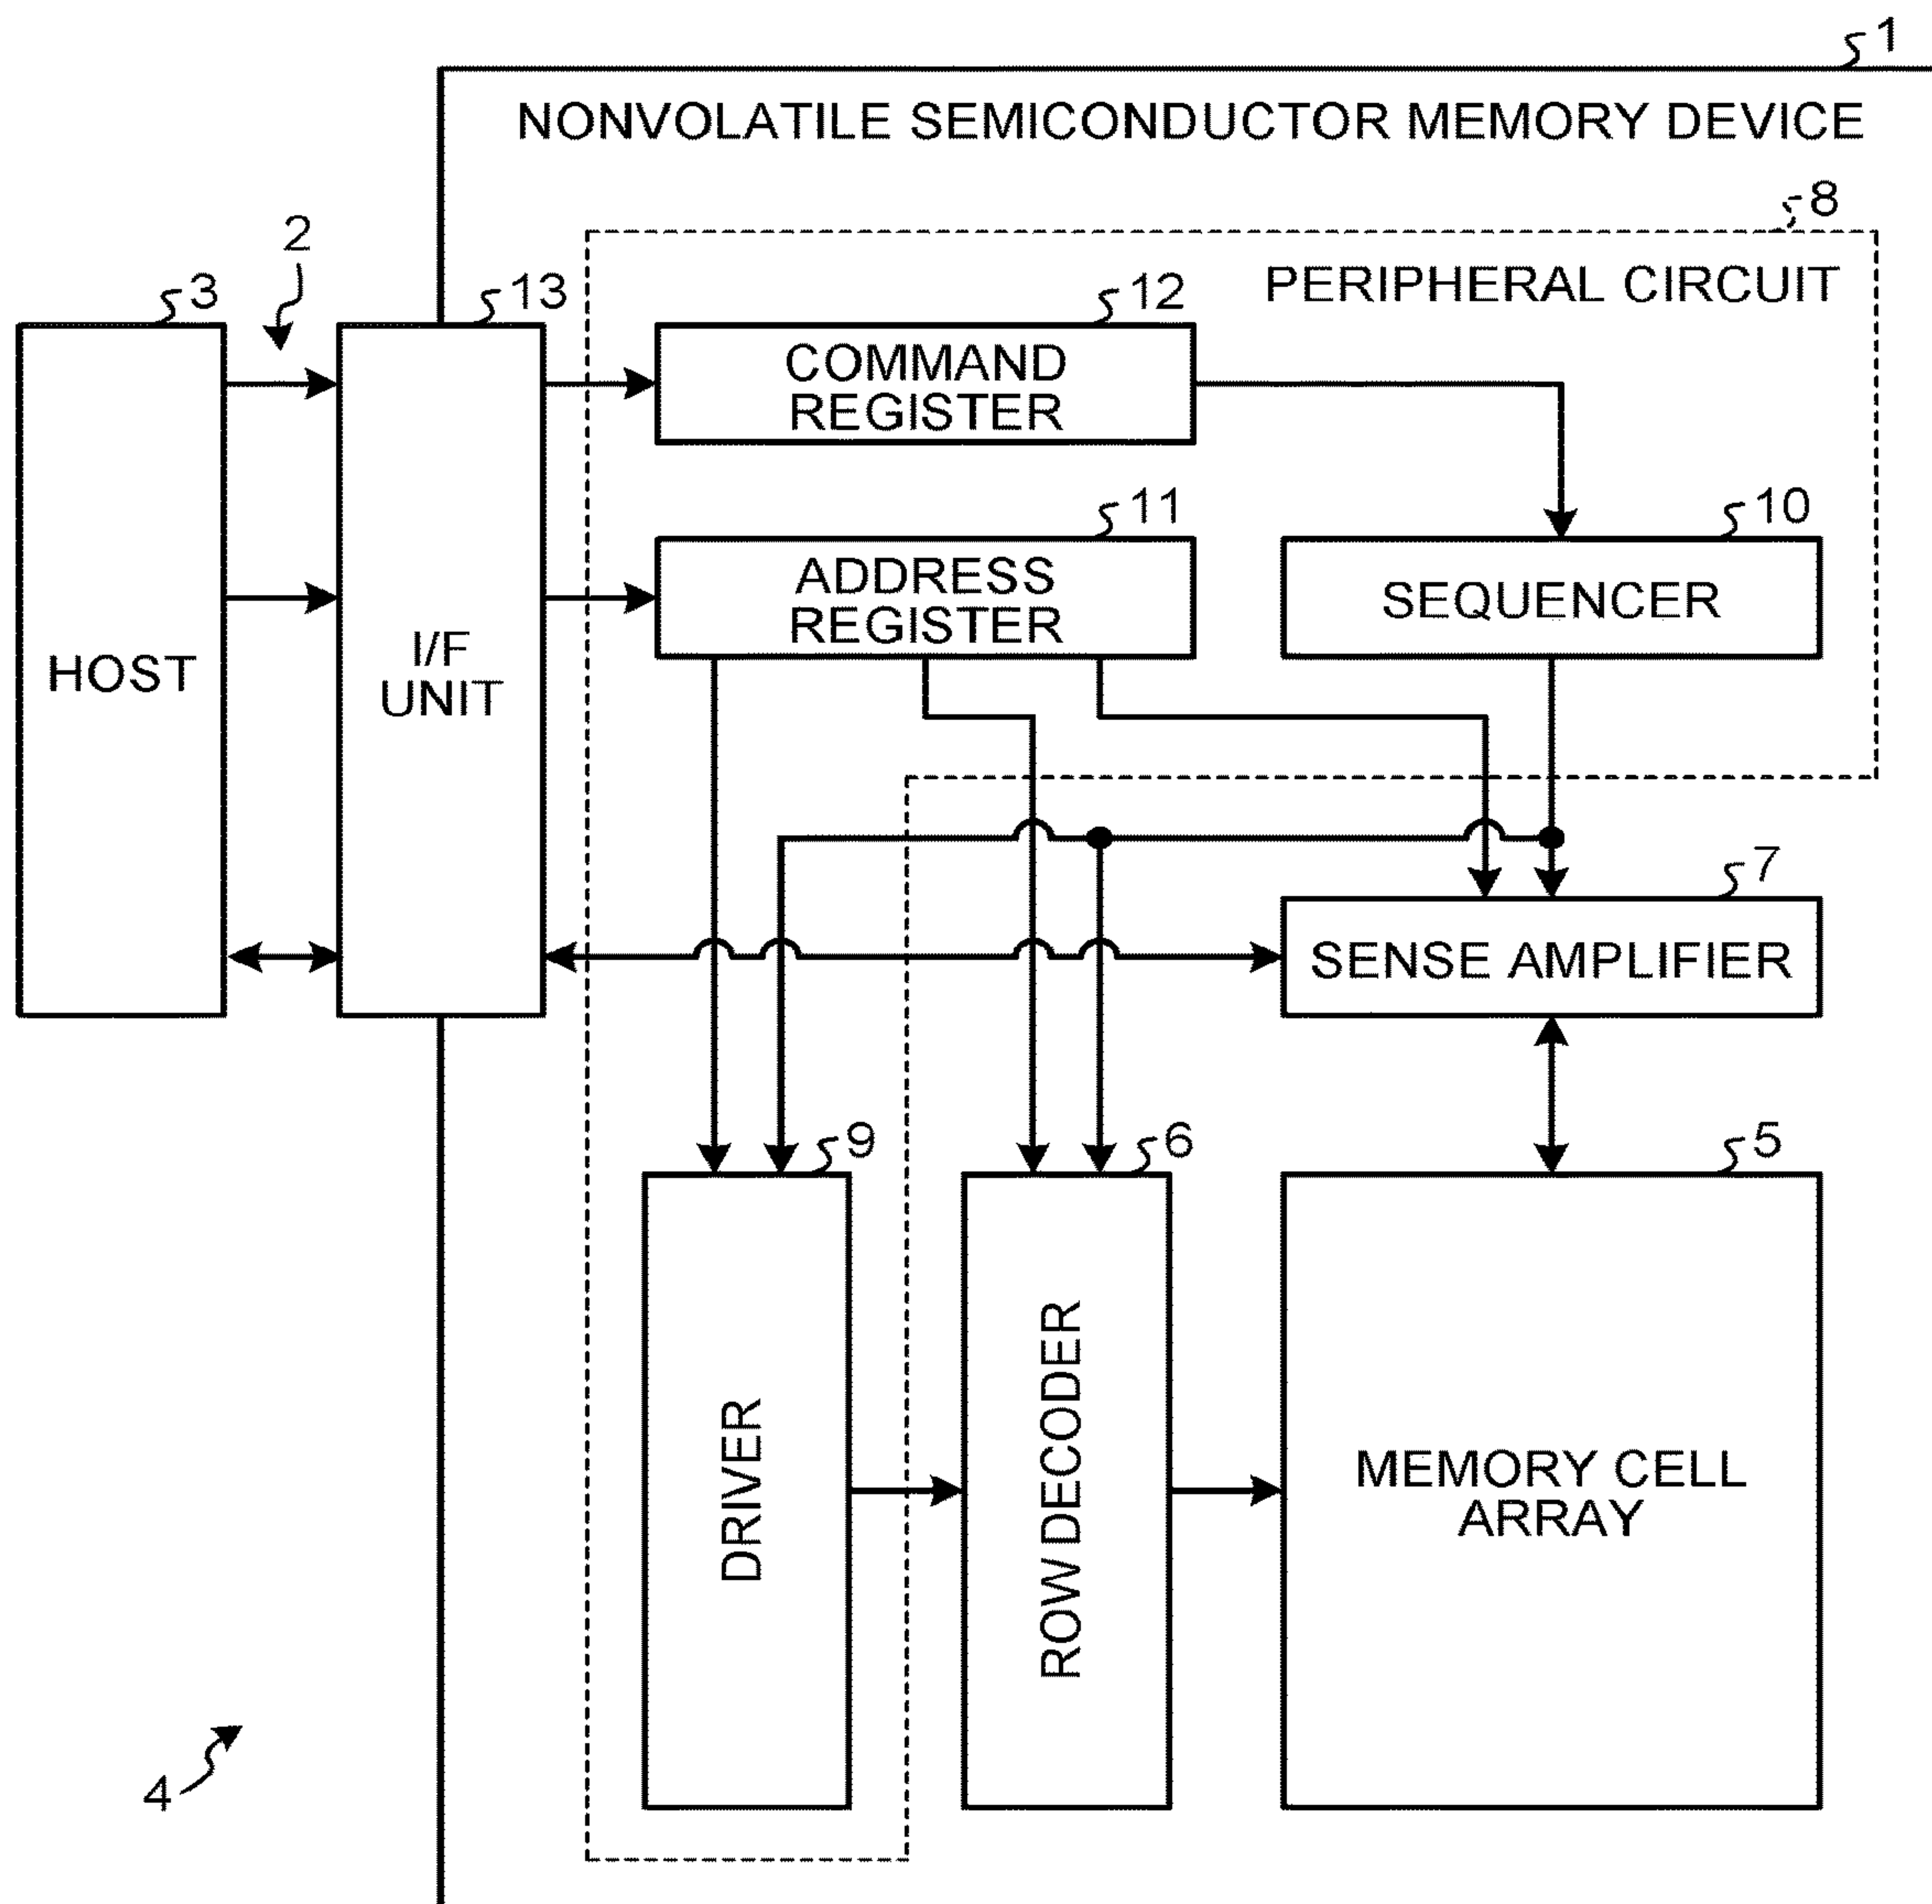 1
NONVOLATILE SEMICONDUCTOR MEMORY DEVICE
8
2
3
13
12
PERIPHERAL CIRCUIT
COMMAND
REGISTER
11
10
ADDRESS
REGISTER
SEQUENCER
HOST
I/F
UNIT
7
SENSE AMPLIFIER
9
6
5
DRIVER
ROW DECODER
MEMORY CELL
ARRAY
4